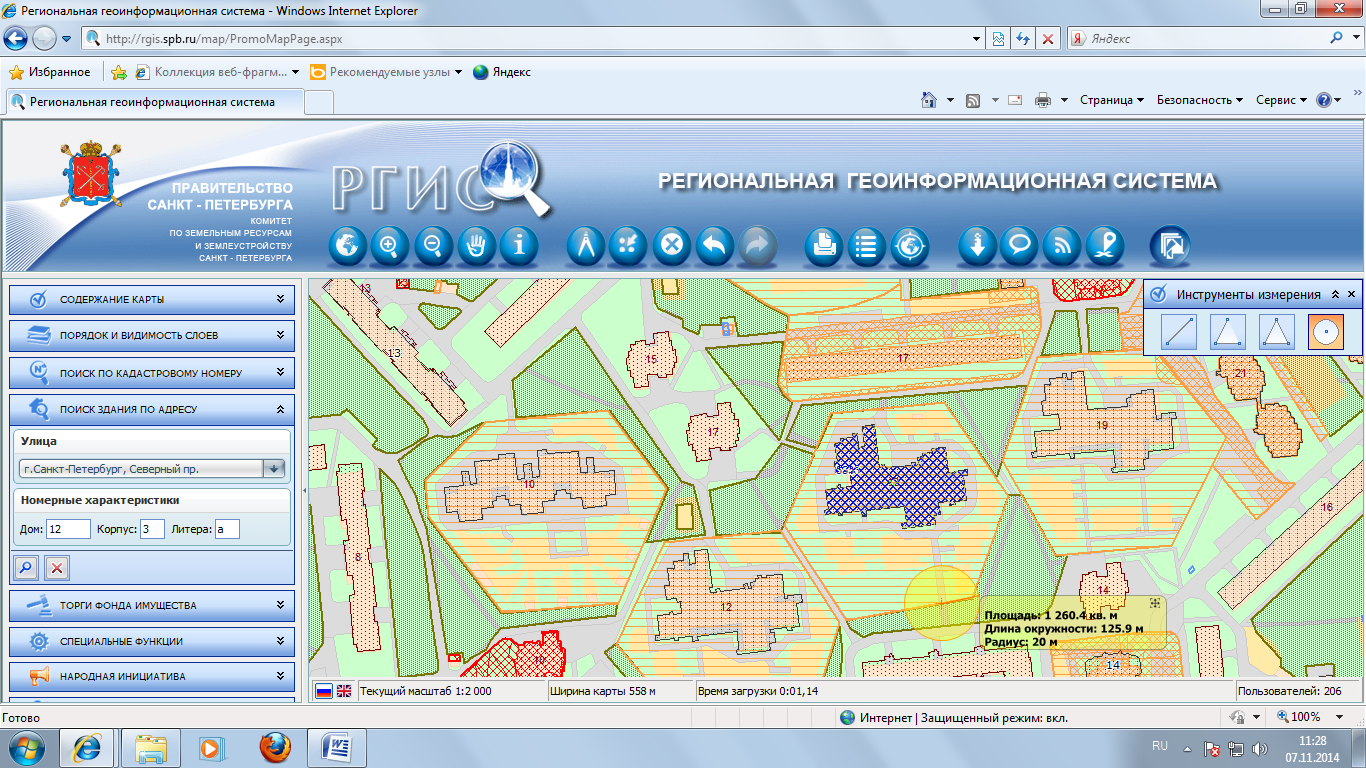 Региональная геоинформационная система - Windows Internet Explorer
http://rgis.spb.ru/map/PromoMapPage.aspx
Яндекс
Избранное
Коллекция веб-фрагм...
Рекомендуемые узлы
Яндекс
Региональная геоинформационная система
Страница
Безопасность
Сервис
ПРАВИТЕЛЬСТВО
САНКТ - ПЕТЕРБУРГА
КОМИТЕТ
ПО ЗЕМЕЛЬНЫМ РЕСУРСАМ
И ЗЕМЛЕУСТРОЙСТВУ
САНКТ - ПЕТЕРБУРГА
РГИС
РЕГИОНАЛЬНАЯ ГЕОИНФОРМАЦИОННАЯ СИСТЕМА
СОДЕРЖАНИЕ КАРТЫ
ПОРЯДОК И ВИДИМОСТЬ СЛОЕВ
ПОИСК ПО КАДАСТРОВОМУ НОМЕРУ
ПОИСК ЗДАНИЯ ПО АДРЕСУ
Улица
г.Санкт-Петербург, Северный пр.
Номерные характеристики
Дом: 12 Корпус: 3 Литера: а
ТОРГИ ФОНДА ИМУЩЕСТВА
СПЕЦИАЛЬНЫЕ ФУНКЦИИ
НАРОДНАЯ ИНИЦИАТИВА
Инструменты измерения
13
13
15
17
17
21
19
10
16
8
12
14
10
14
Площадь: 1 260.4 кв. м
Длина окружности: 125.9 м
Радиус: 20 м
Текущий масштаб 1:2 000
Ширина карты 558 м
Время загрузки 0:01,14
Пользователей: 206
Готово
Интернет | Защищенный режим: вкл.
100%
RU
11:28
07.11.2014